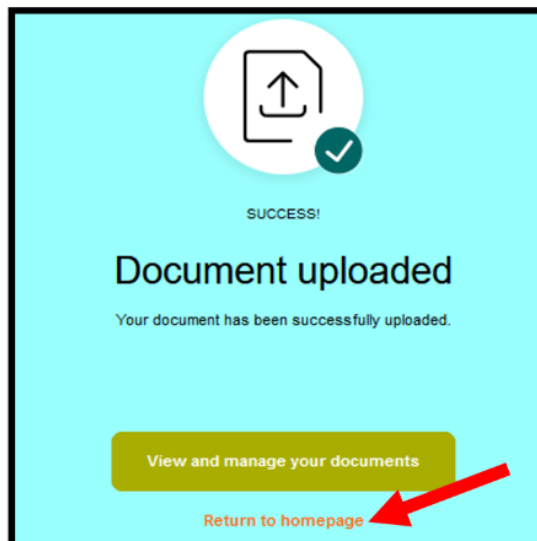 SUCCESS!
Document uploaded
Your document has been successfully uploaded.
View and manage your documents
Return to homepage